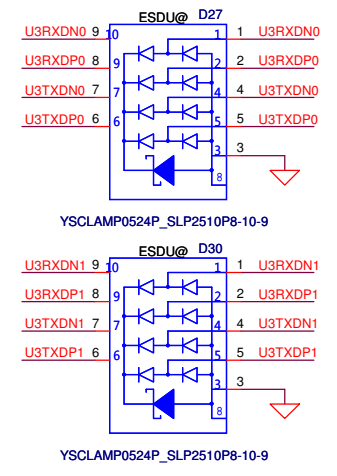 ESDU@ D27
U3RXDN0 9 10 1 1 U3RXDN0
U3RXDP0 8 9 2 2 U3RXDP0
U3TXDN0 7 7 4 4 U3TXDN0
U3TXDP0 6 6 5 5 U3TXDP0
3 3
8
YSCLAMP0524P_SLP2510P8-10-9
ESDU@ D30
U3RXDN1 9 10 1 1 U3RXDN1
U3RXDP1 8 9 2 2 U3RXDP1
U3TXDN1 7 7 4 4 U3TXDN1
U3TXDP1 6 6 5 5 U3TXDP1
3 3
8
YSCLAMP0524P_SLP2510P8-10-9